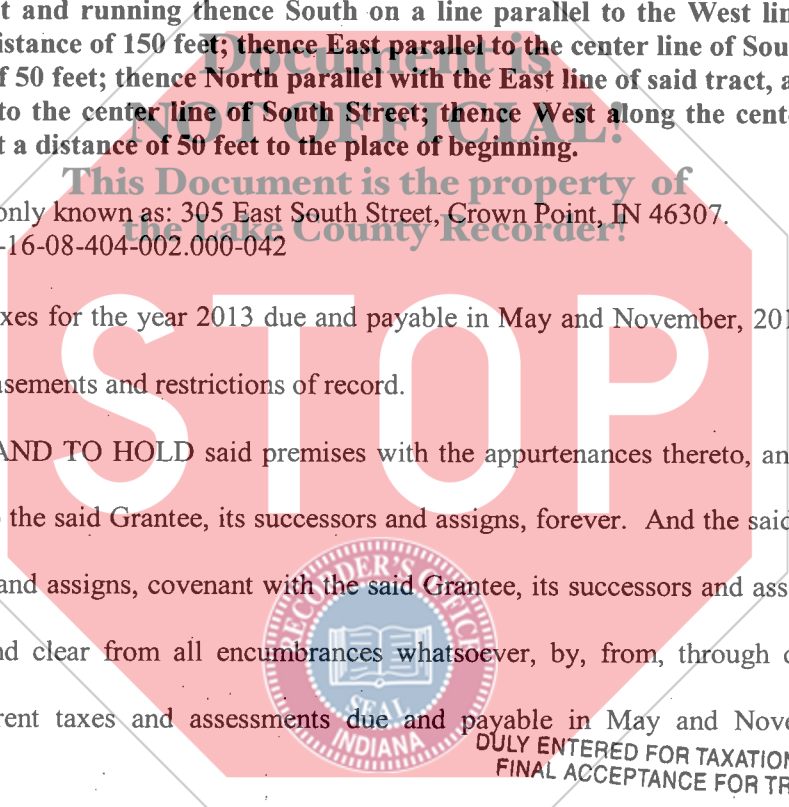 t and running thence South on a line parallel to the West lin
istance of 150 feet; thence East parallel to the center line of Sou
f 50 feet; thence North parallel with the East line of said tract, a
to the center line of South Street; thence West along the cent
t a distance of 50 feet to the place of beginning.
Document is
NOT OFFICIAL!
This Document is the property of
the Lake County Recorder!
only known as: 305 East South Street, Crown Point, IN 46307.
-16-08-404-002.000-042
xes for the year 2013 due and payable in May and November, 201
sements and restrictions of record.
STOP
AND TO HOLD said premises with the appurtenances thereto, an
the said Grantee, its successors and assigns, forever. And the said
and assigns, covenant with the said Grantee, its successors and ass
nd clear from all encumbrances whatsoever, by, from, through
rent taxes and assessments due and payable in May and Nove
RECORDER'S OFFICE
SEAL
INDIANA
DULY ENTERED FOR TAXATION
FINAL ACCEPTANCE FOR TR